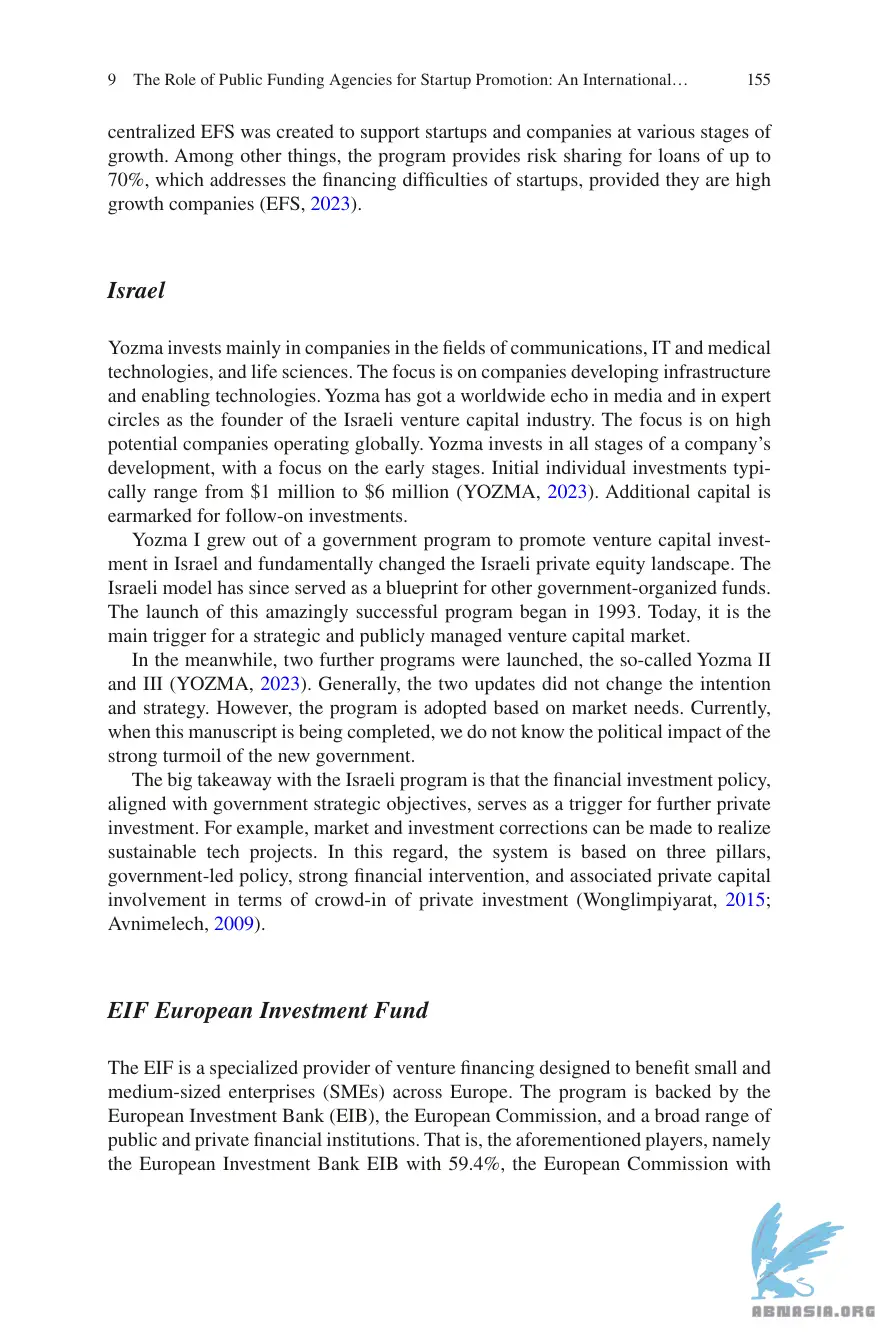 9 The Role of Public Funding Agencies for Startup Promotion: An International… 155
centralized EFS was created to support startups and companies at various stages of
growth. Among other things, the program provides risk sharing for loans of up to
70%, which addresses the financing difficulties of startups, provided they are high
growth companies (EFS, 2023).
Israel
Yozma invests mainly in companies in the fields of communications, IT and medical
technologies, and life sciences. The focus is on companies developing infrastructure
and enabling technologies. Yozma has got a worldwide echo in media and in expert
circles as the founder of the Israeli venture capital industry. The focus is on high
potential companies operating globally. Yozma invests in all stages of a company's
development, with a focus on the early stages. Initial individual investments typi-
cally range from $1 million to $6 million (YOZMA, 2023). Additional capital is
earmarked for follow-on investments.
Yozma I grew out of a government program to promote venture capital invest-
ment in Israel and fundamentally changed the Israeli private equity landscape. The
Israeli model has since served as a blueprint for other government-organized funds.
The launch of this amazingly successful program began in 1993. Today, it is the
main trigger for a strategic and publicly managed venture capital market.
In the meanwhile, two further programs were launched, the so-called Yozma II
and III (YOZMA, 2023). Generally, the two updates did not change the intention
and strategy. However, the program is adopted based on market needs. Currently,
when this manuscript is being completed, we do not know the political impact of the
strong turmoil of the new government.
The big takeaway with the Israeli program is that the financial investment policy,
aligned with government strategic objectives, serves as a trigger for further private
investment. For example, market and investment corrections can be made to realize
sustainable tech projects. In this regard, the system is based on three pillars,
government-led policy, strong financial intervention, and associated private capital
involvement in terms of crowd-in of private investment (Wonglimpiyarat, 2015;
Avnimelech, 2009).
EIF European Investment Fund
The EIF is a specialized provider of venture financing designed to benefit small and
medium-sized enterprises (SMEs) across Europe. The program is backed by the
European Investment Bank (EIB), the European Commission, and a broad range of
public and private financial institutions. That is, the aforementioned players, namely
the European Investment Bank EIB with 59.4%, the European Commission with
ABNASIA.ORG